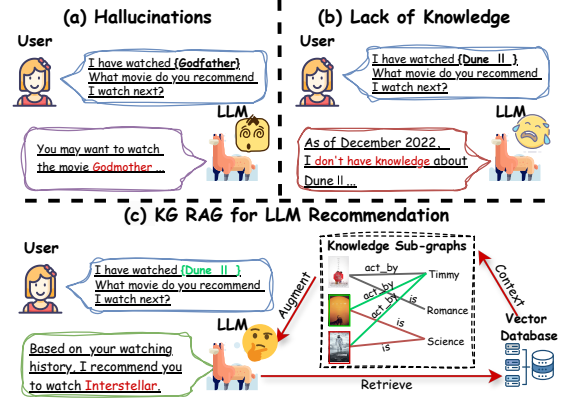 (a) Hallucinations
User
I have watched {Godfather}
What movie do you recommend
I watch next?
LLM
You may want to watch
the movie Godmother ...
(b) Lack of Knowledge
User
I have watched {Dune II }
What movie do you recommend
I watch next?
LLM
As of December 2022,
I don't have knowledge about
Dune II ...
(c) KG RAG for LLM Recommendation
User
I have watched {Dune II }
What movie do you recommend
I watch next?
LLM
Based on your watching
history, I recommend you
to watch Interstellar.
Augment
Knowledge Sub-graphs
act_by
act_by
act_by
is
is
is
Timmy
Romance
Science
Context
Vector
Database
Retrieve